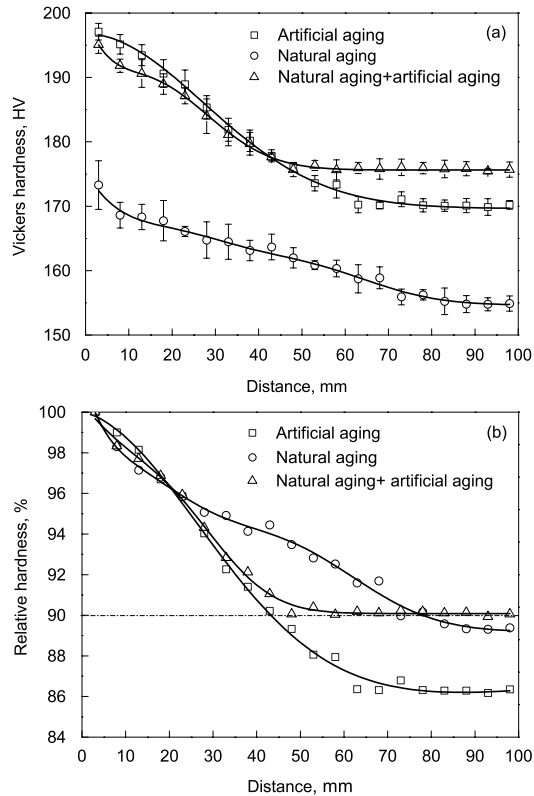 (a)
Artificial aging
Natural aging
Natural aging+artificial aging
Vickers hardness, HV
200
190
180
170
160
150
0 10 20 30 40 50 60 70 80 90 100
Distance, mm
(b)
Artificial aging
Natural aging
Natural aging+ artificial aging
Relative hardness, %
100
98
96
94
92
90
88
86
84
0 10 20 30 40 50 60 70 80 90 100
Distance, mm